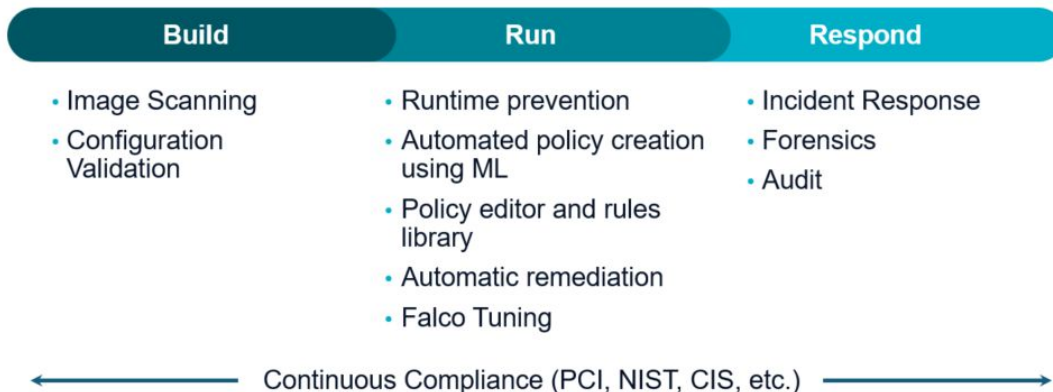 Build
Run
Respond
• Image Scanning
• Configuration
Validation
• Runtime prevention
• Automated policy creation
using ML
• Policy editor and rules
library
• Automatic remediation
• Falco Tuning
• Incident Response
• Forensics
• Audit
Continuous Compliance (PCI, NIST, CIS, etc.)